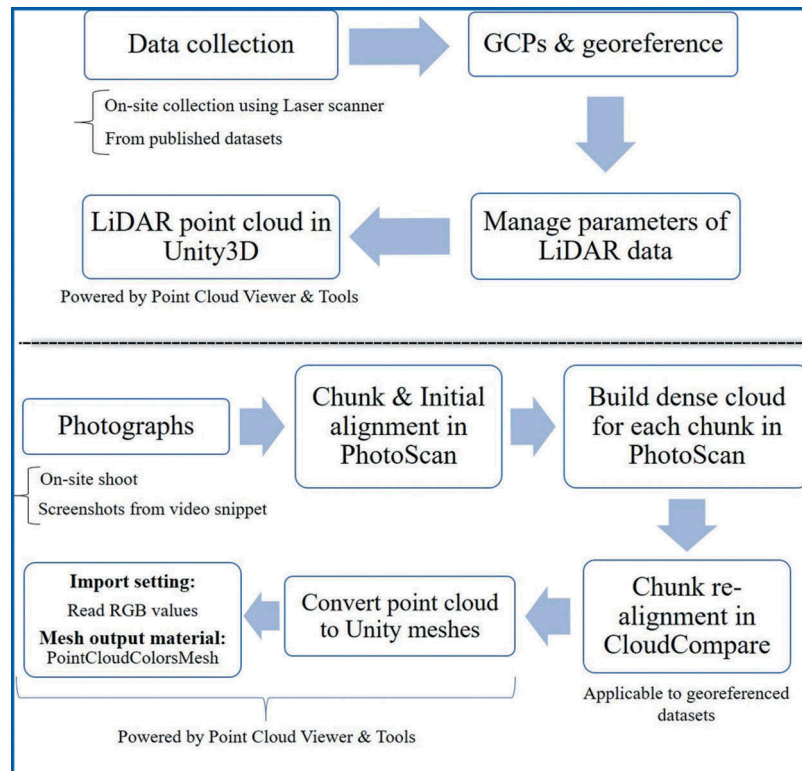 Data collection
GCPs & georeference
On-site collection using Laser scanner
From published datasets
LiDAR point cloud in
Unity3D
Manage parameters of
LiDAR data
Powered by Point Cloud Viewer & Tools
Photographs
Chunk & Initial
alignment in
PhotoScan
Build dense cloud
for each chunk in
PhotoScan
On-site shoot
Screenshots from video snippet
Import setting:
Read RGB values
Mesh output material:
PointCloudColorsMesh
Convert point cloud
to Unity meshes
Chunk re-
alignment in
CloudCompare
Applicable to georeferenced
datasets
Powered by Point Cloud Viewer & Tools